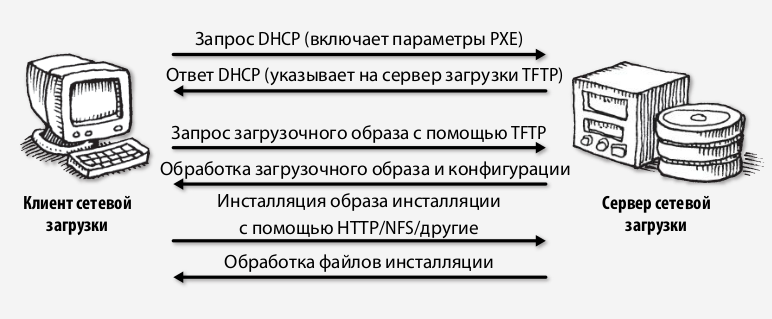 Запрос DHCP (включает параметры PXE)
Ответ DHCP (указывает на сервер загрузки TFTP)
Запрос загрузочного образа с помощью TFTP
Обработка загрузочного образа и конфигурации
Инсталляция образа инсталляции
с помощью HTTP/NFS/другие
Обработка файлов инсталляции
Клиент сетевой
загрузки
Сервер сетевой
загрузки